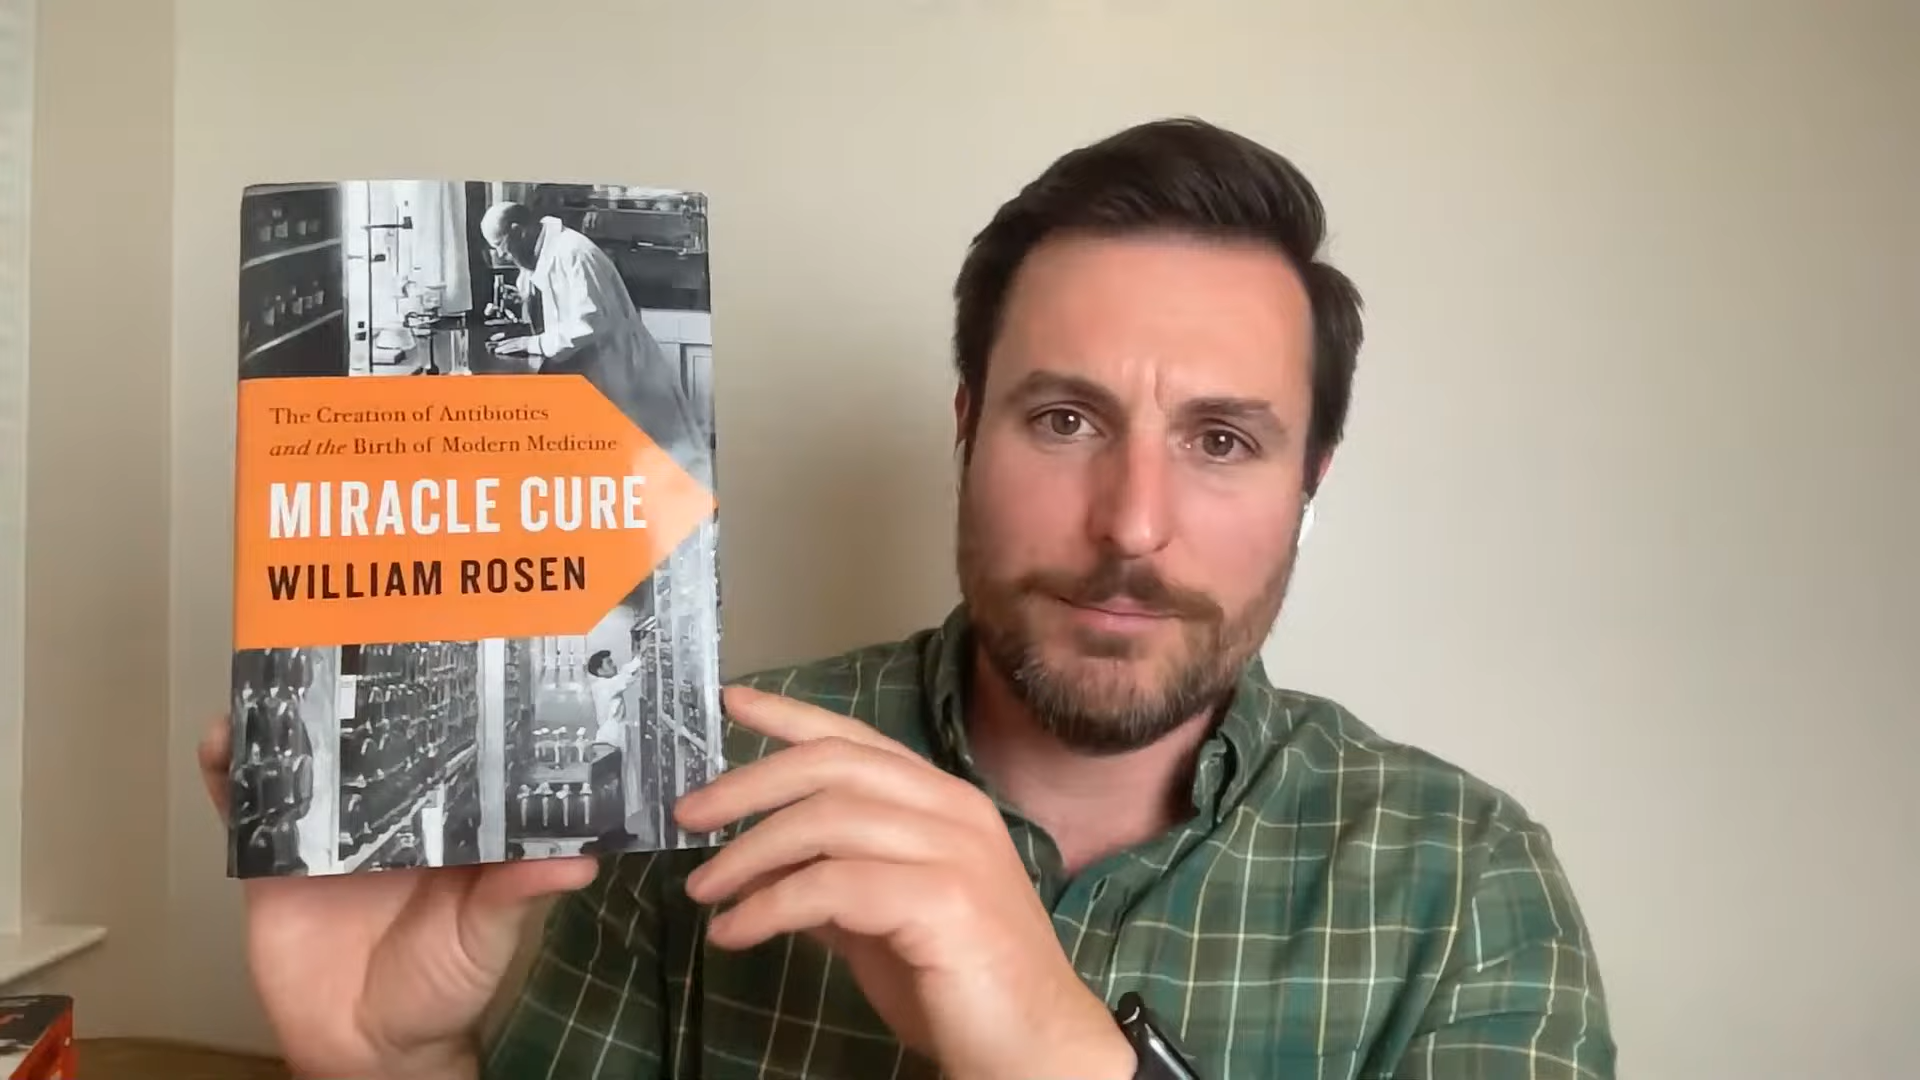 The Creation of Antibiotics
and the Birth of Modern Medicine
MIRACLE CURE
WILLIAM ROSEN